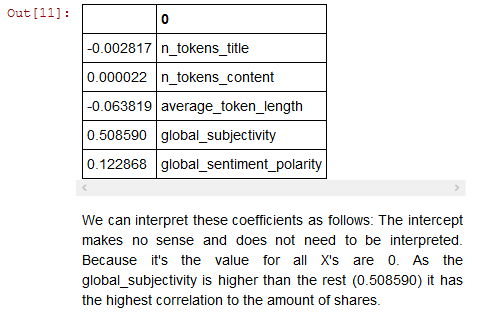 Out[11]:
0
-0.002817 n_tokens_title
0.000022 n_tokens_content
-0.063819 average_token_length
0.508590 global_subjectivity
0.122868 global_sentiment_polarity
We can interpret these coefficients as follows: The intercept
makes no sense and does not need to be interpreted.
Because it's the value for all X's are 0. As the
global_subjectivity is higher than the rest (0.508590) it has
the highest correlation to the amount of shares.